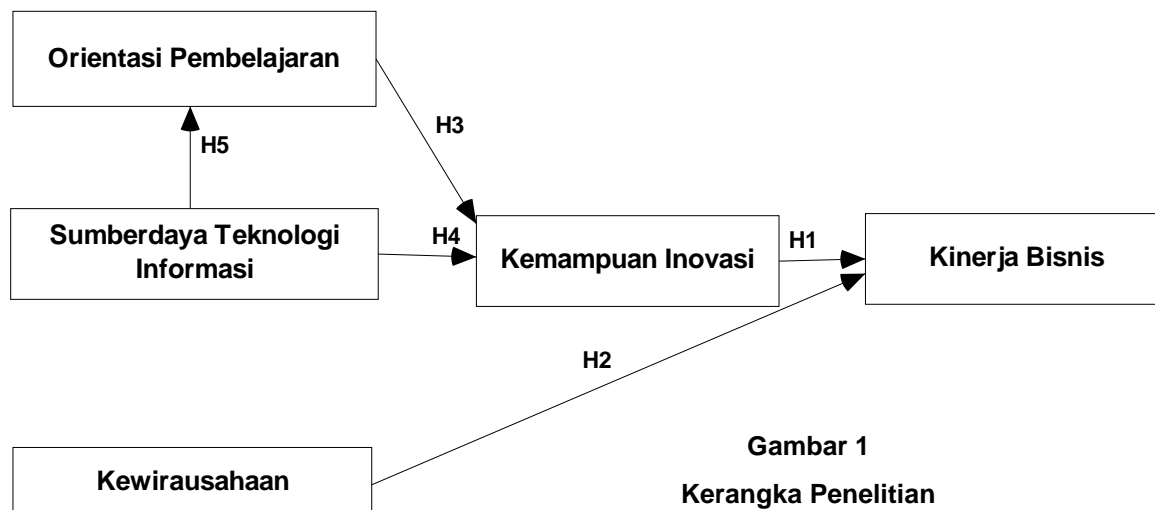 Orientasi Pembelajaran
H3
H5
Sumberdaya Teknologi
Informasi
H4
Kemampuan Inovasi
H1
Kinerja Bisnis
H2
Kewirausahaan
Gambar 1
Kerangka Penelitian